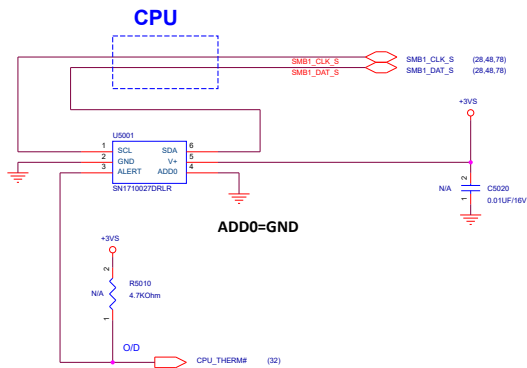 CPU
SMB1_CLK_S
SMB1_CLK_S (28,48,78)
SMB1_DAT_S
SMB1_DAT_S (28,48,78)
+3VS
U5001
1 SCL SDA 6
2 GND V+ 5
3 ALERT ADD0 4
SN1710027DRLR
2
N/A C5020
1 0.01UF/16V
ADD0=GND
+3VS
2
R5010
N/A 4.7KOhm
1
O/D
CPU_THERM# (32)